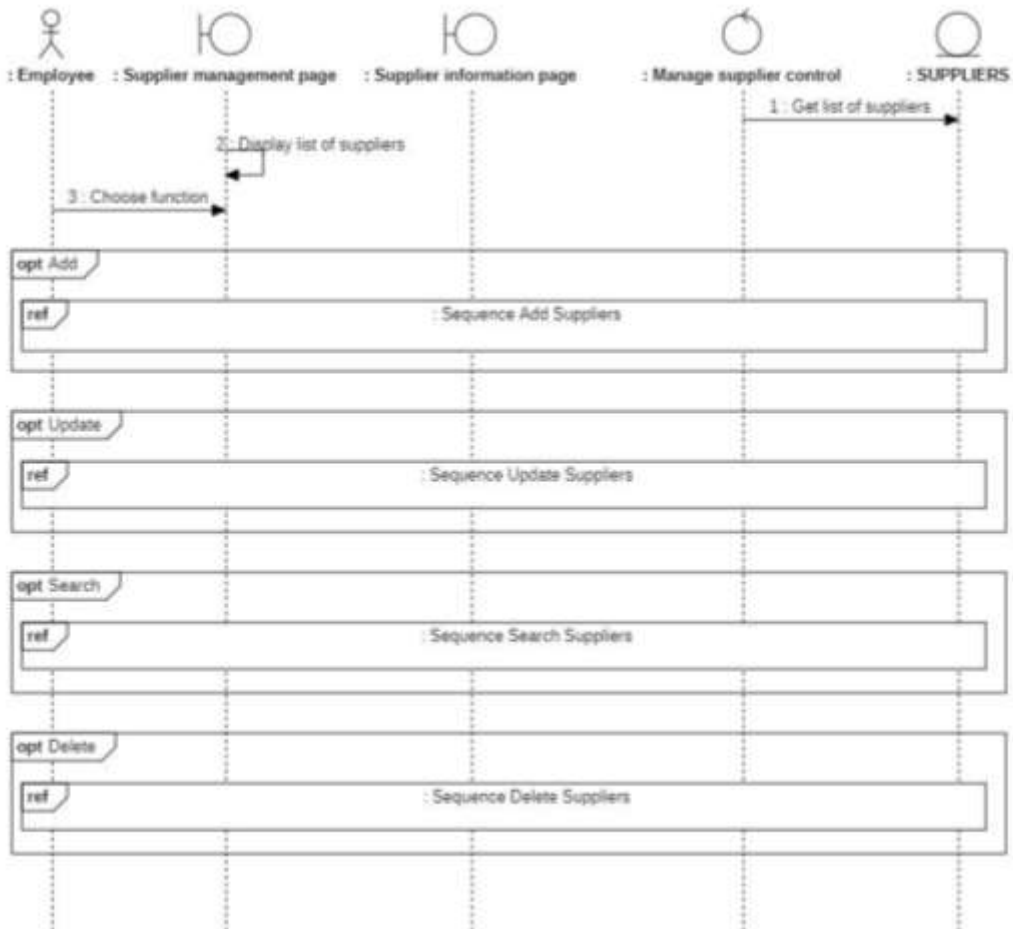 : Employee
: Supplier management page
: Supplier information page
: Manage supplier control
: SUPPLIERS
1 : Get list of suppliers
2 : Display list of suppliers
3 : Choose function
opt Add
ref
: Sequence Add Suppliers
opt Update
ref
: Sequence Update Suppliers
opt Search
ref
: Sequence Search Suppliers
opt Delete
ref
: Sequence Delete Suppliers